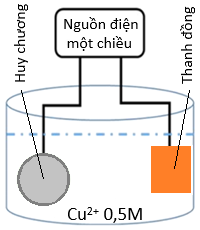 Nguồn điện
một chiều
Huy chương
Thanh đồng
Cu²⁺ 0,5M